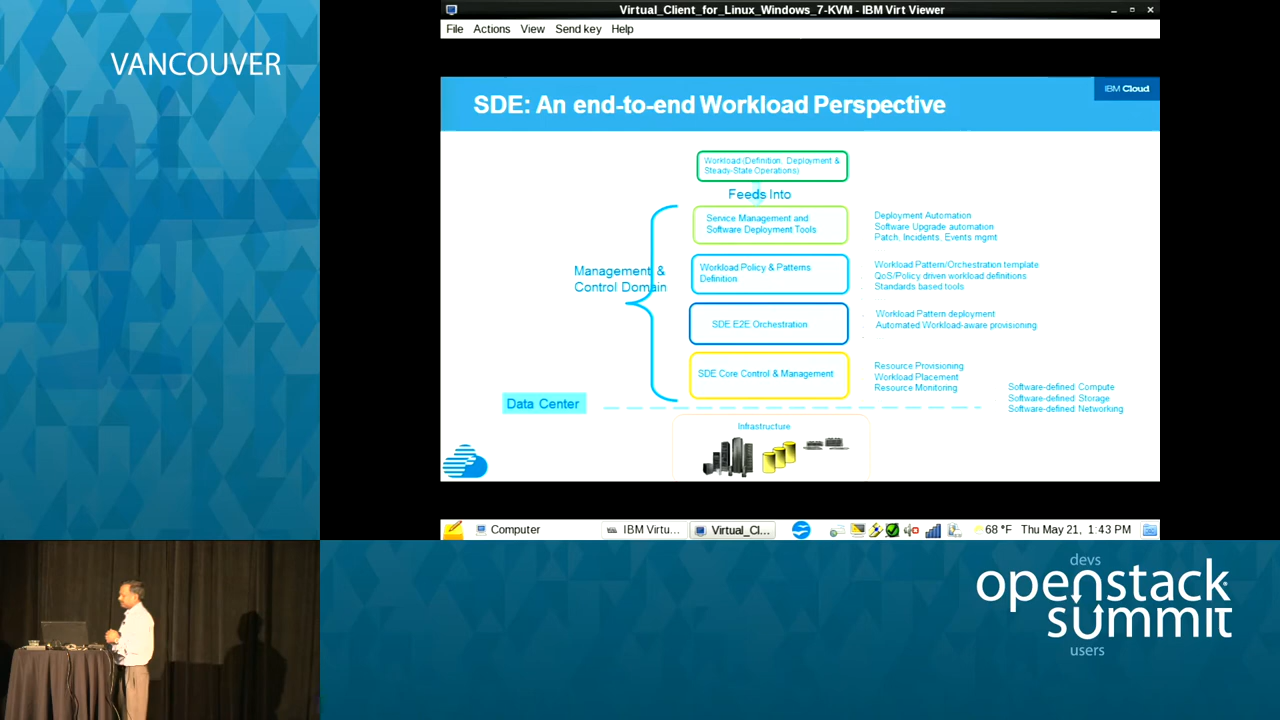 VANCOUVER
Virtual_Client_for_Linux_Windows_7-KVM - IBM Virt Viewer
File Actions View Send key Help
SDE: An end-to-end Workload Perspective
IBM Cloud
Workload (Definition, Deployment &
Steady-State Operations)
Feeds Into
Service Management and
Software Deployment Tools
Deployment Automation
Software Upgrade automation
Patch, Incidents, Events mgmt
Management &
Control Domain
Workload Policy & Patterns
Definition
Workload Pattern/Orchestration template
QoS/Policy driven workload definitions
Standards based tools
SDE E2E Orchestration
Workload Pattern deployment
Automated Workload-aware provisioning
SDE Core Control & Management
Resource Provisioning
Workload Placement
Resource Monitoring
Software-defined Compute
Software-defined Storage
Software-defined Networking
Data Center
Infrastructure
Computer
IBM Virtu...
Virtual_Cl...
68 °F Thu May 21, 1:43 PM
devs
openstack
summit
users